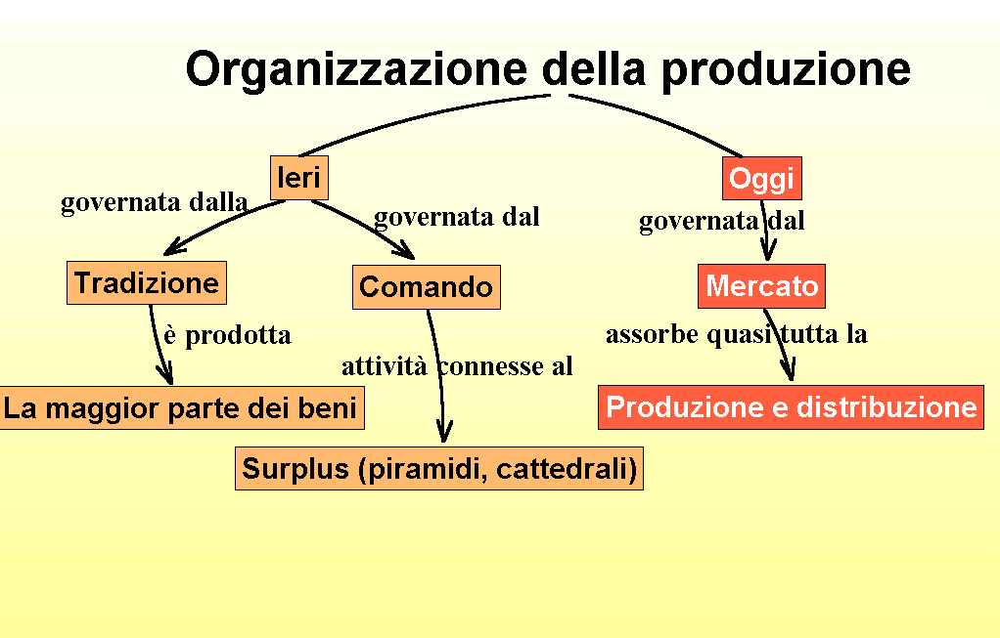 Organizzazione della produzione
Ieri
Oggi
governata dalla
governata dal
governata dal
Tradizione
Comando
Mercato
è prodotta
attività connesse al
assorbe quasi tutta la
La maggior parte dei beni
Produzione e distribuzione
Surplus (piramidi, cattedrali)